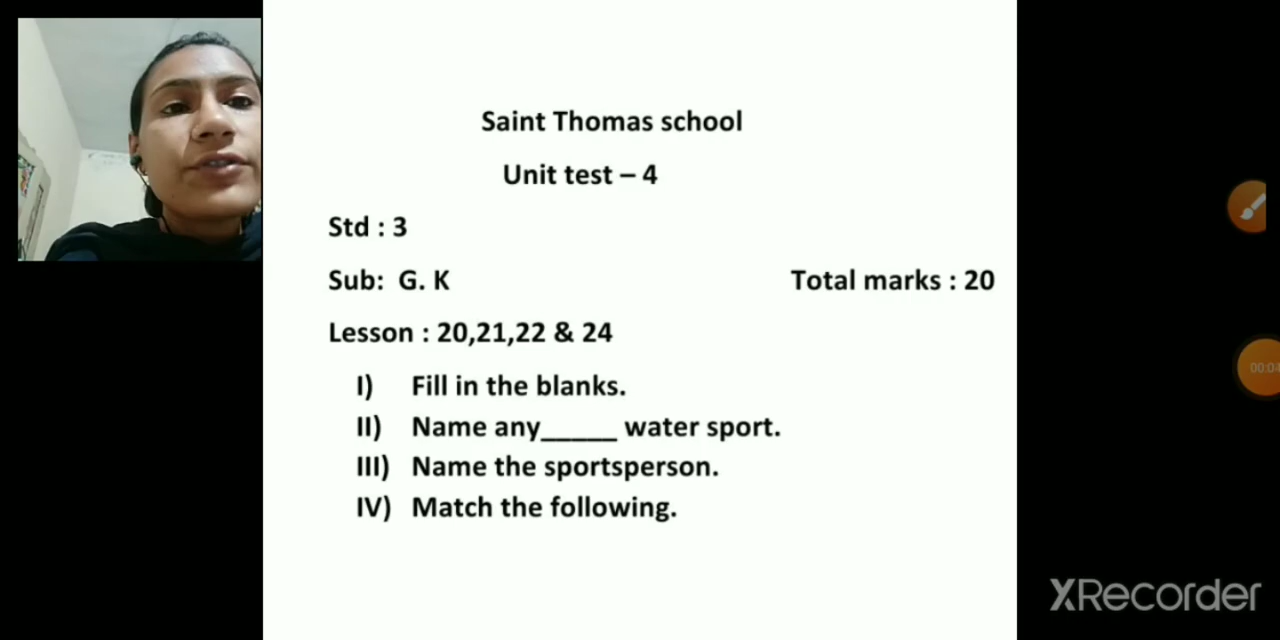 Saint Thomas school
Unit test – 4
Std : 3
Sub: G. K Total marks : 20
Lesson : 20,21,22 & 24
I) Fill in the blanks.
II) Name any_____ water sport.
III) Name the sportsperson.
IV) Match the following.
XRecorder